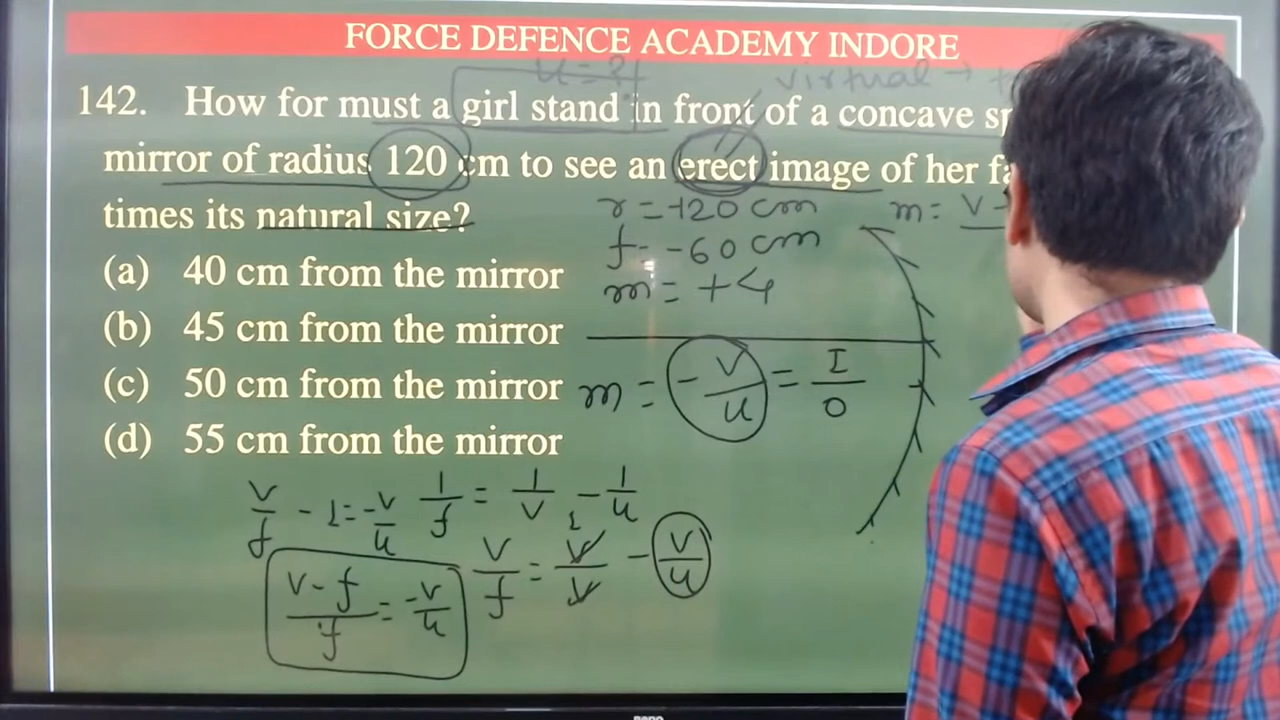 FORCE DEFENCE ACADEMY INDORE
u = ?
virtual →
142. How for must a girl stand in front of a concave
mirror of radius 120 cm to see an erect image of her
times its natural size?
r = -120 cm
m =
f = -60 cm
m = +4
(a) 40 cm from the mirror
(b) 45 cm from the mirror
(c) 50 cm from the mirror
(d) 55 cm from the mirror
m = -v/u = I/O
v/f - 1 = -v/u
1/f = 1/v - 1/u
v/f = v/v - v/u
v-f/f = -v/u